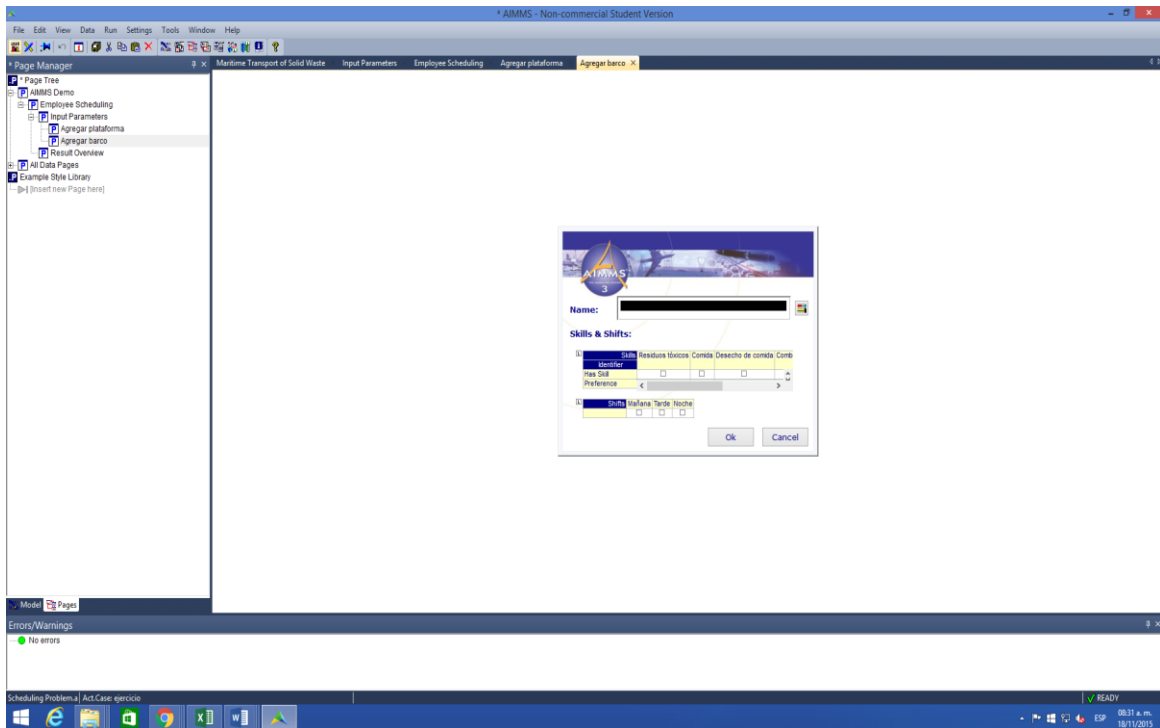 * AIMMS - Non-commercial Student Version
File Edit View Data Run Settings Tools Window Help
* Page Manager
Maritime Transport of Solid Waste Input Parameters Employee Scheduling Agregar plataforma Agregar barco
* Page Tree
AIMMS Demo
Employee Scheduling
Input Parameters
Agregar plataforma
Agregar barco
Result Overview
All Data Pages
Example Style Library
[Insert new Page here]
AIMMS
3
Name:
Skills & Shifts:
Skills Residuos tóxicos Comida Desecho de comida Comb
Identifier
Has Skill
Preference
Shifts Mañana Tarde Noche
Ok Cancel
Model Pages
Errors/Warnings
No errors
Scheduling Problem.a Act.Case: ejercicio READY
ESP 08:31 a. m.
18/11/2015